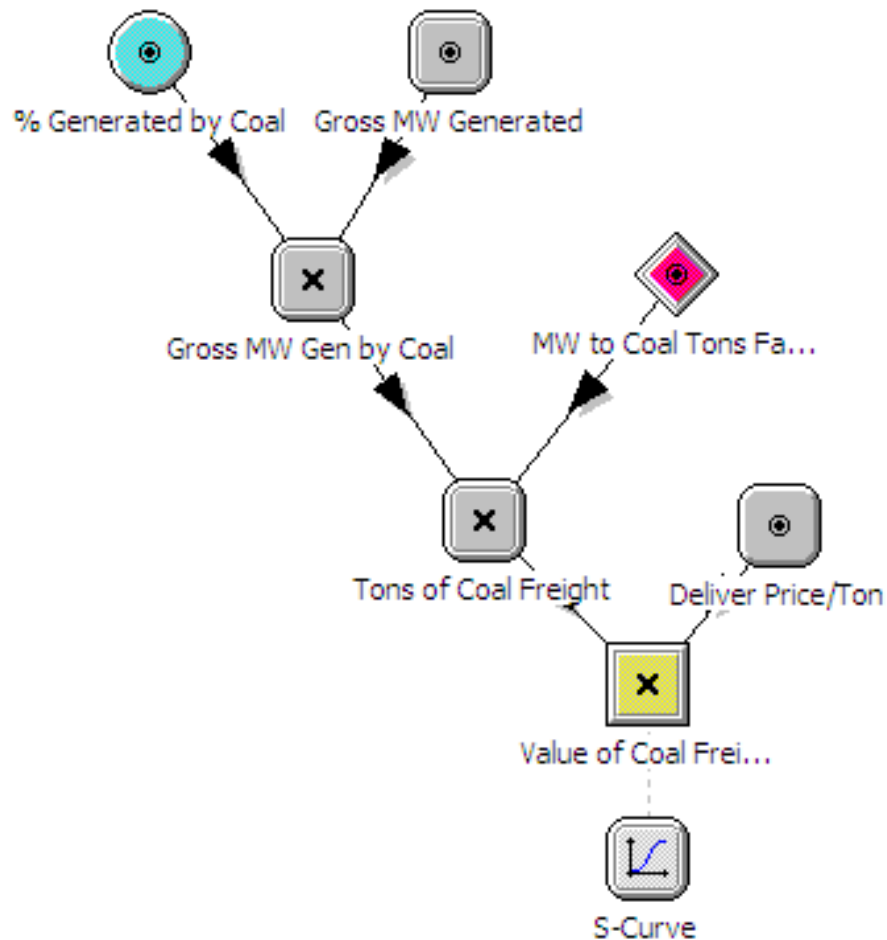 % Generated by Coal
Gross MW Generated
Gross MW Gen by Coal
MW to Coal Tons Fa...
Tons of Coal Freight
Deliver Price/Ton
Value of Coal Frei...
S-Curve